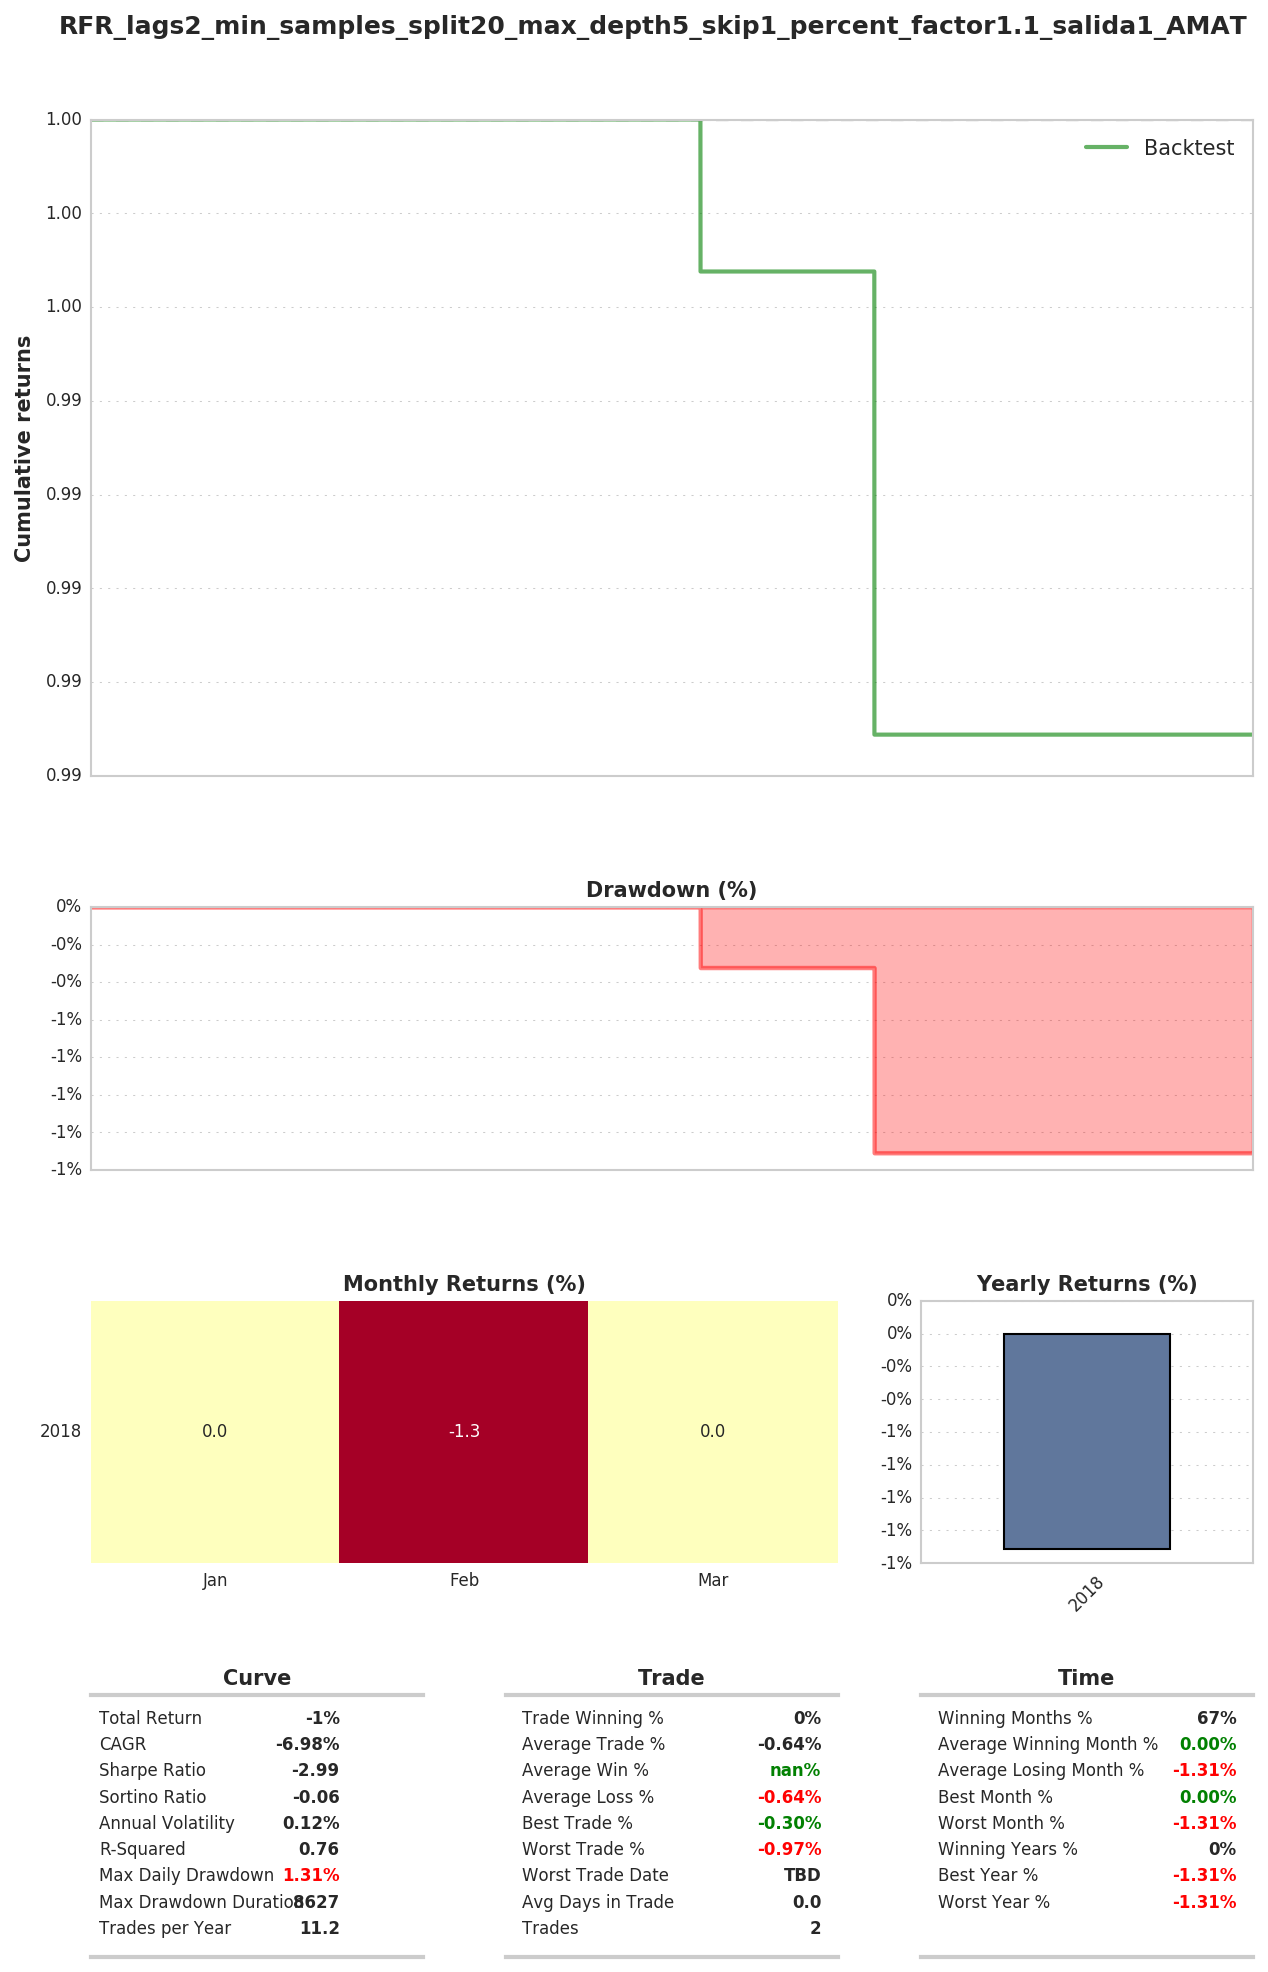 RFR_lags2_min_samples_split20_max_depth5_skip1_percent_factor1.1_salida1_AMAT
1.00
Backtest
1.00
1.00
0.99
Cumulative returns
0.99
0.99
0.99
0.99
Drawdown (%)
0%
-0%
-0%
-1%
-1%
-1%
-1%
-1%
Monthly Returns (%)
2018
0.0 -1.3 0.0
Jan Feb Mar
Yearly Returns (%)
0%
0%
-0%
-0%
-1%
-1%
-1%
-1%
-1%
2018
Curve
Total Return -1%
CAGR -6.98%
Sharpe Ratio -2.99
Sortino Ratio -0.06
Annual Volatility 0.12%
R-Squared 0.76
Max Daily Drawdown 1.31%
Max Drawdown Duration 8627
Trades per Year 11.2
Trade
Trade Winning % 0%
Average Trade % -0.64%
Average Win % nan%
Average Loss % -0.64%
Best Trade % -0.30%
Worst Trade % -0.97%
Worst Trade Date TBD
Avg Days in Trade 0.0
Trades 2
Time
Winning Months % 67%
Average Winning Month % 0.00%
Average Losing Month % -1.31%
Best Month % 0.00%
Worst Month % -1.31%
Winning Years % 0%
Best Year % -1.31%
Worst Year % -1.31%